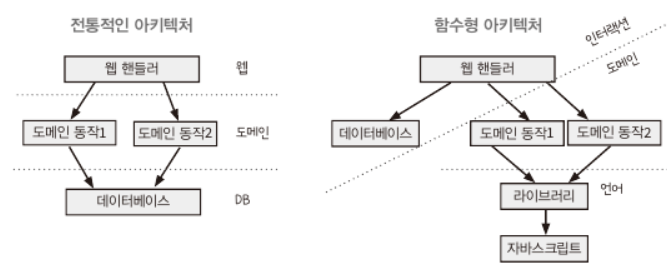 전통적인 아키텍처
웹 핸들러
웹
도메인 동작1
도메인 동작2
도메인
데이터베이스
DB
함수형 아키텍처
인터랙션
도메인
웹 핸들러
데이터베이스
도메인 동작1
도메인 동작2
라이브러리
언어
자바스크립트